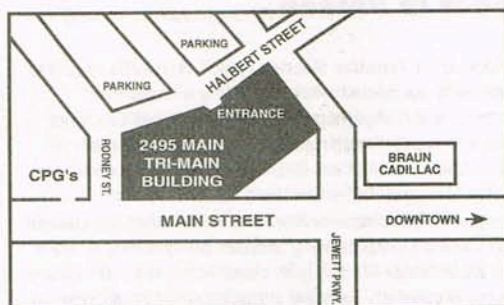 PARKING
HALBERT STREET
PARKING
ENTRANCE
RODNEY ST.
2495 MAIN
TRI-MAIN
BUILDING
CPG's
BRAUN
CADILLAC
MAIN STREET
DOWNTOWN
JEWETT PKWY.